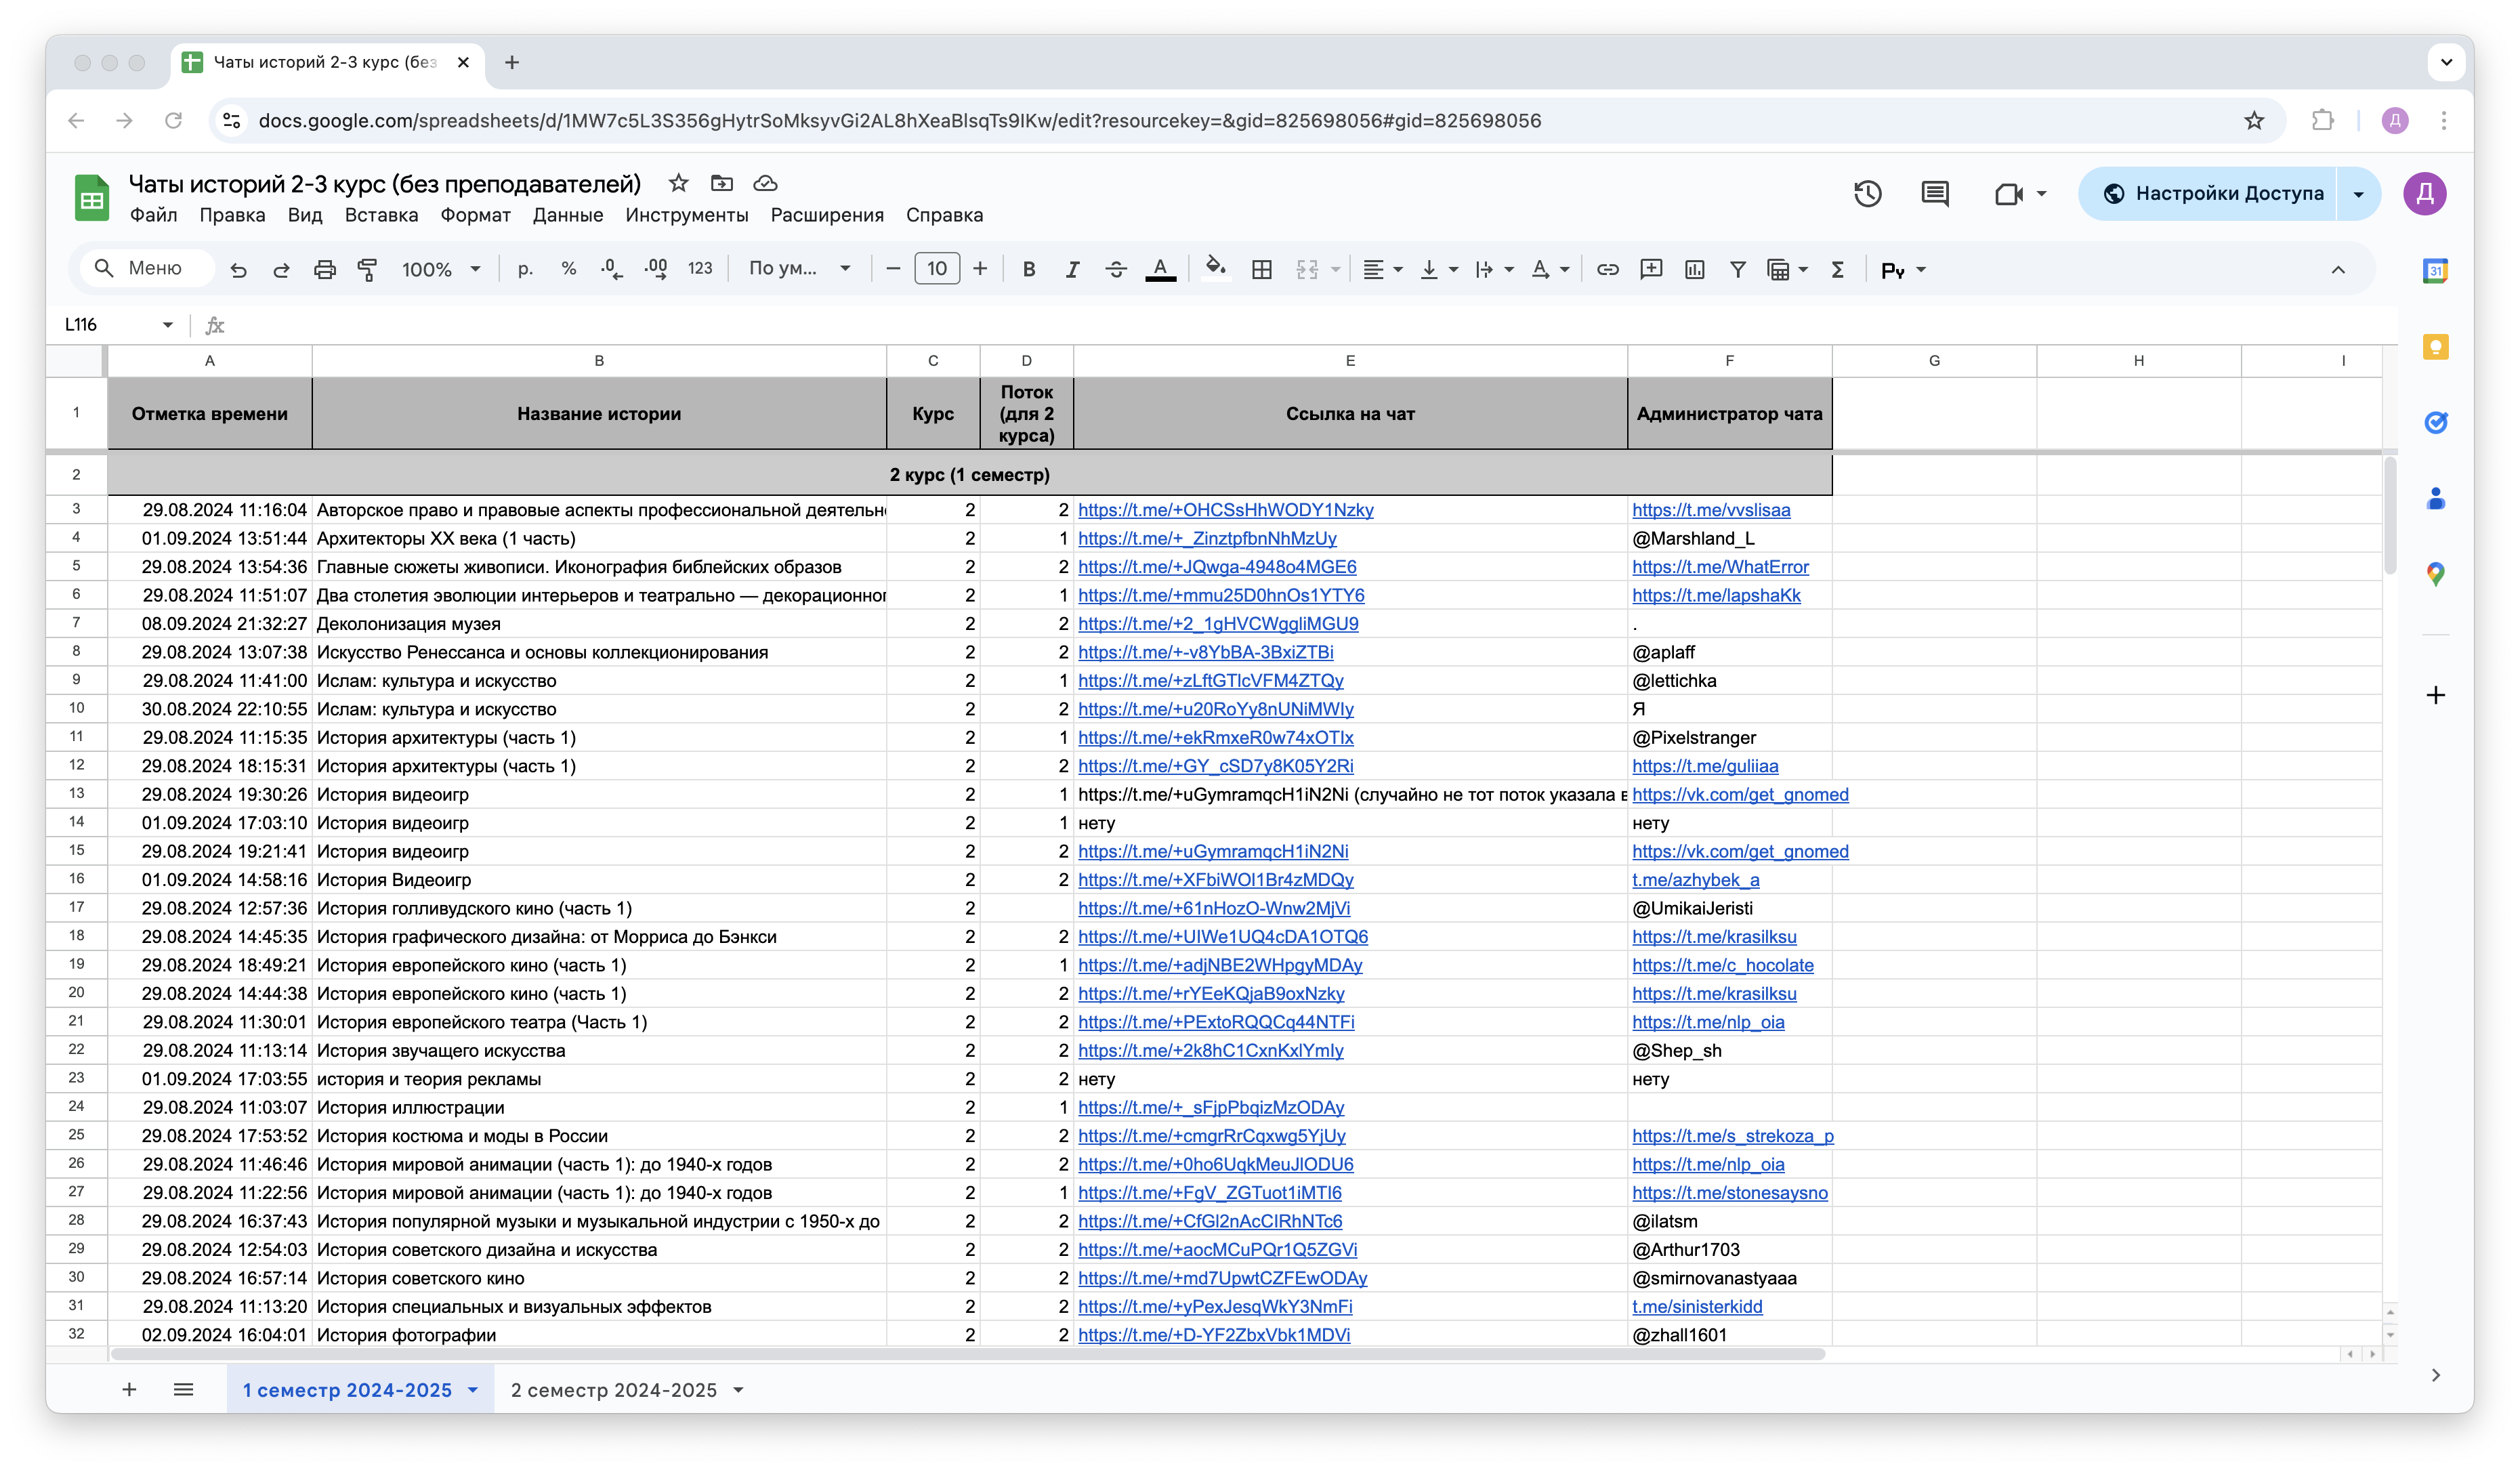 Чаты историй 2-3 курс (без
docs.google.com/spreadsheets/d/1MW7c5L3S356gHytrSoMksyvGi2AL8hXeaBlsqTs9IKw/edit?resourcekey=&gid=825698056#gid=825698056
Д
Чаты историй 2-3 курс (без преподавателей)
Файл Правка Вид Вставка Формат Данные Инструменты Расширения Справка
Настройки Доступа
Д
Меню 100% р. % .0 .00 123 По ум... 10 B I A Σ Py
31
L116
fx
A B C D E F G H I
1 Отметка времени Название истории Курс Поток (для 2 курса) Ссылка на чат Администратор чата
2 2 курс (1 семестр)
3 29.08.2024 11:16:04 Авторское право и правовые аспекты профессиональной деятельн 2 2 https://t.me/+OHCSsHhWODY1Nzky https://t.me/vvslisaa
4 01.09.2024 13:51:44 Архитекторы XX века (1 часть) 2 1 https://t.me/+_ZinztpfbnNhMzUy @Marshland_L
5 29.08.2024 13:54:36 Главные сюжеты живописи. Иконография библейских образов 2 2 https://t.me/+JQwga-4948o4MGE6 https://t.me/WhatError
6 29.08.2024 11:51:07 Два столетия эволюции интерьеров и театрально — декорационног 2 1 https://t.me/+mmu25D0hnOs1YTY6 https://t.me/lapshaKk
7 08.09.2024 21:32:27 Деколонизация музея 2 2 https://t.me/+2_1gHVCWggliMGU9 .
8 29.08.2024 13:07:38 Искусство Ренессанса и основы коллекционирования 2 2 https://t.me/+-v8YbBA-3BxiZTBi @aplaff
9 29.08.2024 11:41:00 Ислам: культура и искусство 2 1 https://t.me/+zLftGTlcVFM4ZTQy @lettichka
10 30.08.2024 22:10:55 Ислам: культура и искусство 2 2 https://t.me/+u20RoYy8nUNiMWIy Я
11 29.08.2024 11:15:35 История архитектуры (часть 1) 2 1 https://t.me/+ekRmxeR0w74xOTIx @Pixelstranger
12 29.08.2024 18:15:31 История архитектуры (часть 1) 2 2 https://t.me/+GY_cSD7y8K05Y2Ri https://t.me/guliiaa
13 29.08.2024 19:30:26 История видеоигр 2 1 https://t.me/+uGymramqcH1iN2Ni (случайно не тот поток указала в https://vk.com/get_gnomed
14 01.09.2024 17:03:10 История видеоигр 2 1 нету нету
15 29.08.2024 19:21:41 История видеоигр 2 2 https://t.me/+uGymramqcH1iN2Ni https://vk.com/get_gnomed
16 01.09.2024 14:58:16 История Видеоигр 2 2 https://t.me/+XFbiWOl1Br4zMDQy t.me/azhybek_a
17 29.08.2024 12:57:36 История голливудского кино (часть 1) 2 https://t.me/+61nHozO-Wnw2MjVi @UmikaiJeristi
18 29.08.2024 14:45:35 История графического дизайна: от Морриса до Бэнкси 2 2 https://t.me/+UlWe1UQ4cDA1OTQ6 https://t.me/krasilksu
19 29.08.2024 18:49:21 История европейского кино (часть 1) 2 1 https://t.me/+adjNBE2WHpgyMDAy https://t.me/c_hocolate
20 29.08.2024 14:44:38 История европейского кино (часть 1) 2 2 https://t.me/+rYEeKQjaB9oxNzky https://t.me/krasilksu
21 29.08.2024 11:30:01 История европейского театра (Часть 1) 2 2 https://t.me/+PExtoRQQCq44NTFi https://t.me/nlp_oia
22 29.08.2024 11:13:14 История звучащего искусства 2 2 https://t.me/+2k8hC1CxnKxlYmIy @Shep_sh
23 01.09.2024 17:03:55 история и теория рекламы 2 2 нету нету
24 29.08.2024 11:03:07 История иллюстрации 2 1 https://t.me/+_sFjpPbqizMzODAy
25 29.08.2024 17:53:52 История костюма и моды в России 2 2 https://t.me/+cmgrRrCqxwg5YjUy https://t.me/s_strekoza_p
26 29.08.2024 11:46:46 История мировой анимации (часть 1): до 1940-х годов 2 2 https://t.me/+0ho6UqkMeuJlODU6 https://t.me/nlp_oia
27 29.08.2024 11:22:56 История мировой анимации (часть 1): до 1940-х годов 2 1 https://t.me/+FgV_ZGTuot1iMTI6 https://t.me/stonesaysno
28 29.08.2024 16:37:43 История популярной музыки и музыкальной индустрии с 1950-х до 2 2 https://t.me/+CfGl2nAcCIRhNTc6 @ilatsm
29 29.08.2024 12:54:03 История советского дизайна и искусства 2 2 https://t.me/+aocMCuPQr1Q5ZGVi @Arthur1703
30 29.08.2024 16:57:14 История советского кино 2 2 https://t.me/+md7UpwtCZFEwODAy @smirnovanastyaaa
31 29.08.2024 11:13:20 История специальных и визуальных эффектов 2 2 https://t.me/+yPexJesqWkY3NmFi t.me/sinisterkidd
32 02.09.2024 16:04:01 История фотографии 2 2 https://t.me/+D-YF2ZbxVbk1MDVi @zhall1601
1 семестр 2024-2025 2 семестр 2024-2025